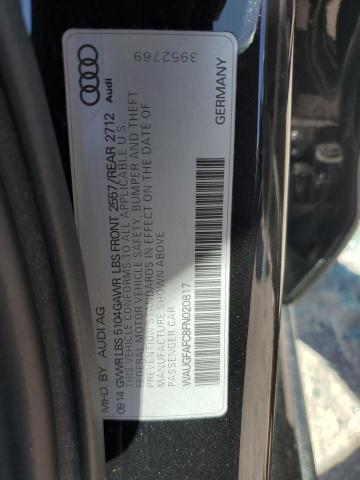 MFD. BY AUDI AG
09 14 GVWR LBS 5104 GAWR LBS FRONT 2557/REAR 2712
THIS VEHICLE CONFORMS TO ALL APPLICABLE U S
FEDERAL MOTOR VEHICLE SAFETY, BUMPER AND THEFT
PREVENTION STANDARDS IN EFFECT ON THE DATE OF
MANUFACTURE SHOWN ABOVE
PASSENGER CAR
WAUGFAFC8FN020817
GERMANY
Audi
3952769